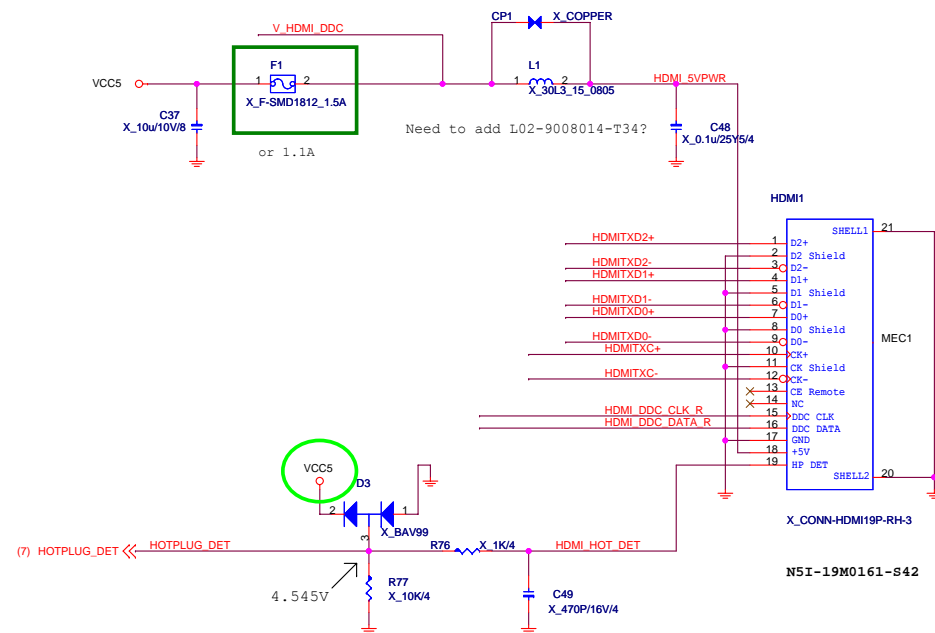 CP1 X_COPPER
V_HDMI_DDC
F1
L1
VCC5
1 2
1 2
HDMI_5VPWR
X_F-SMD1812_1.5A
X_30L3_15_0805
C37
X_10u/10V/8
Need to add L02-9008014-T34?
C48
X_0.1u/25Y5/4
or 1.1A
HDMI1
SHELL1 21
HDMITXD2+ 1 D2+
2 D2 Shield
HDMITXD2- 3 D2-
HDMITXD1+ 4 D1+
5 D1 Shield
HDMITXD1- 6 D1-
HDMITXD0+ 7 D0+
8 D0 Shield
MEC1
HDMITXD0- 9 D0-
HDMITXC+ 10 CK+
11 CK Shield
HDMITXC- 12 CK-
13 CE Remote
14 NC
HDMI_DDC_CLK_R 15 DDC CLK
HDMI_DDC_DATA_R 16 DDC DATA
17 GND
18 +5V
19 HP DET
SHELL2 20
VCC5
D3
2 1
X_BAV99
3
X_CONN-HDMI19P-RH-3
(7) HOTPLUG_DET HOTPLUG_DET
R76 X_1K/4
HDMI_HOT_DET
N5I-19M0161-S42
R77
X_10K/4
4.545V
C49
X_470P/16V/4